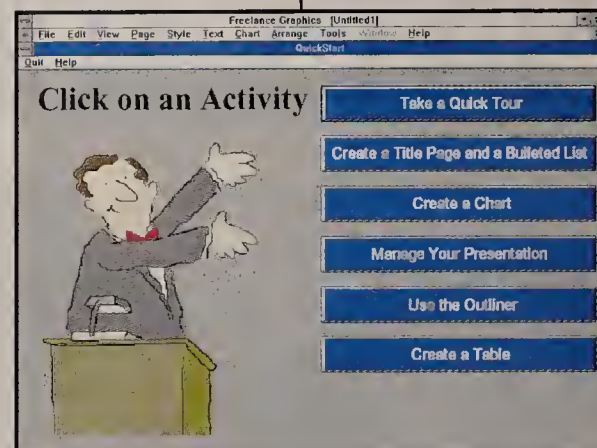 Freelance Graphics [Untitled1]
File Edit View Page Style Text Chart Arrange Tools Window Help
QuickStart
Quit Help
Click on an Activity
Take a Quick Tour
Create a Title Page and a Bulleted List
Create a Chart
Manage Your Presentation
Use the Outliner
Create a Table